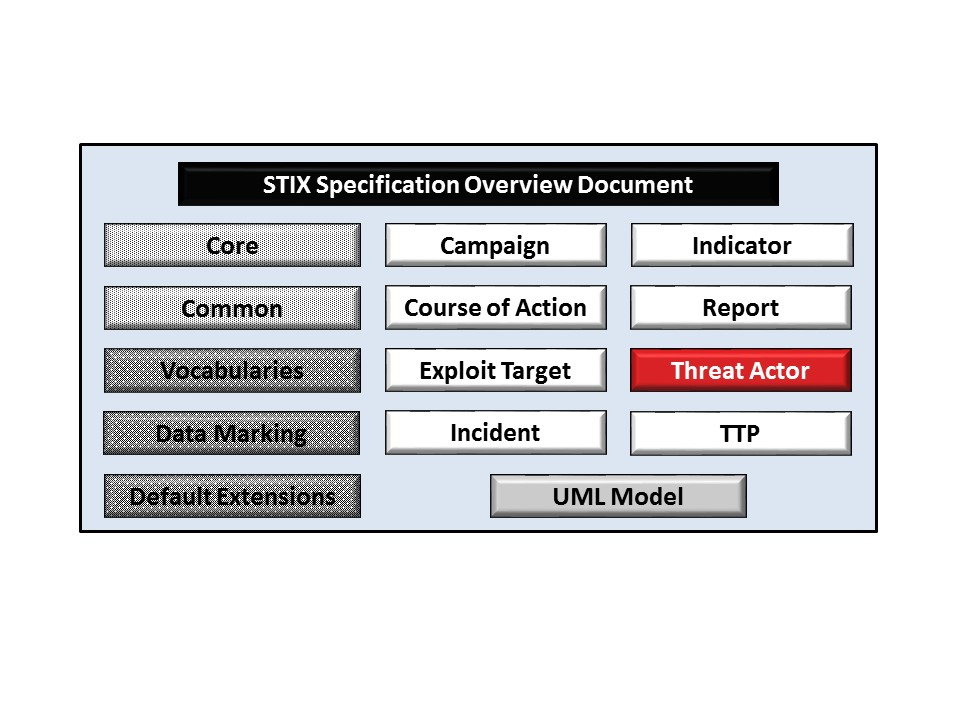 STIX Specification Overview Document
Core
Campaign
Indicator
Common
Course of Action
Report
Vocabularies
Exploit Target
Threat Actor
Data Marking
Incident
TTP
Default Extensions
UML Model